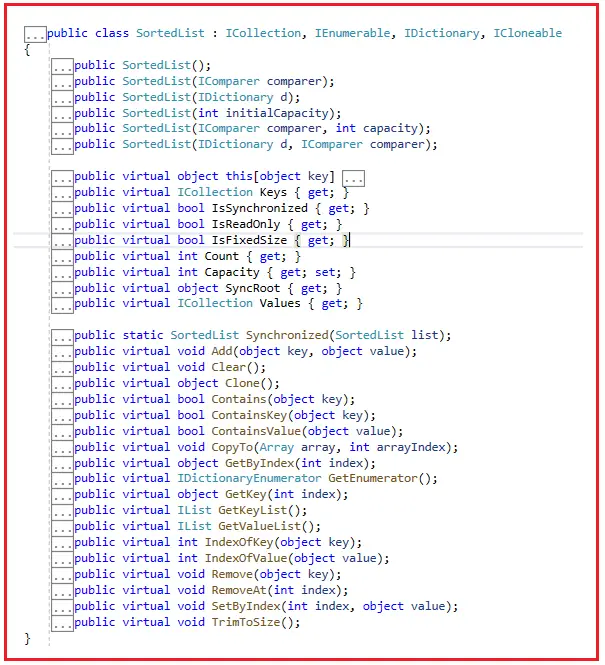 ...public class SortedList : ICollection, IEnumerable, IDictionary, ICloneable
{
...public SortedList();
...public SortedList(IComparer comparer);
...public SortedList(IDictionary d);
...public SortedList(int initialCapacity);
...public SortedList(IComparer comparer, int capacity);
...public SortedList(IDictionary d, IComparer comparer);
...public virtual object this[object key] ...
...public virtual ICollection Keys { get; }
...public virtual bool IsSynchronized { get; }
...public virtual bool IsReadOnly { get; }
...public virtual bool IsFixedSize { get; }
...public virtual int Count { get; }
...public virtual int Capacity { get; set; }
...public virtual object SyncRoot { get; }
...public virtual ICollection Values { get; }
...public static SortedList Synchronized(SortedList list);
...public virtual void Add(object key, object value);
...public virtual void Clear();
...public virtual object Clone();
...public virtual bool Contains(object key);
...public virtual bool ContainsKey(object key);
...public virtual bool ContainsValue(object value);
...public virtual void CopyTo(Array array, int arrayIndex);
...public virtual object GetByIndex(int index);
...public virtual IDictionaryEnumerator GetEnumerator();
...public virtual object GetKey(int index);
...public virtual IList GetKeyList();
...public virtual IList GetValueList();
...public virtual int IndexOfKey(object key);
...public virtual int IndexOfValue(object value);
...public virtual void Remove(object key);
...public virtual void RemoveAt(int index);
...public virtual void SetByIndex(int index, object value);
...public virtual void TrimToSize();
}